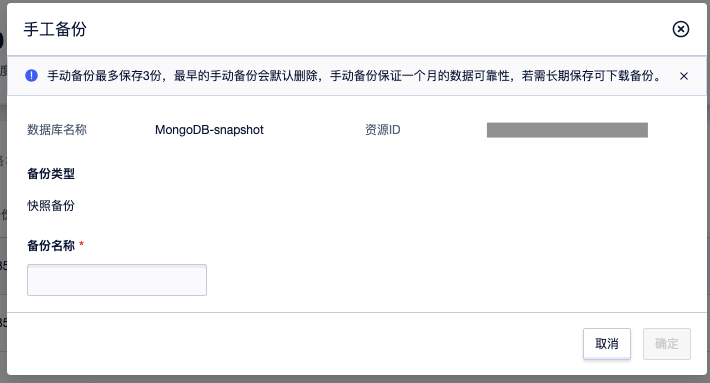 手工备份
手动备份最多保存3份，最早的手动备份会默认删除，手动备份保证一个月的数据可靠性，若需长期保存可下载备份。
数据库名称 MongoDB-snapshot 资源ID
备份类型
快照备份
备份名称 *
取消 确定